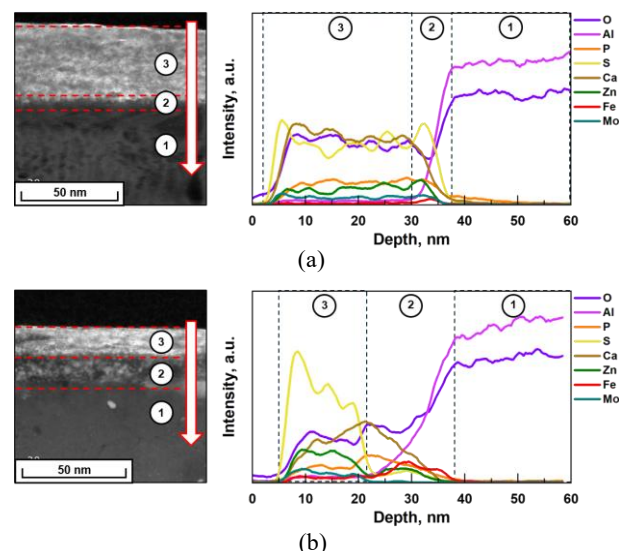 3
2
1
50 nm
Intensity, a.u.
3
2
1
O
Al
P
S
Ca
Zn
Fe
Mo
0 10 20 30 40 50 60
Depth, nm
(a)
3
2
1
50 nm
Intensity, a.u.
3
2
1
O
Al
P
S
Ca
Zn
Fe
Mo
0 10 20 30 40 50 60
Depth, nm
(b)